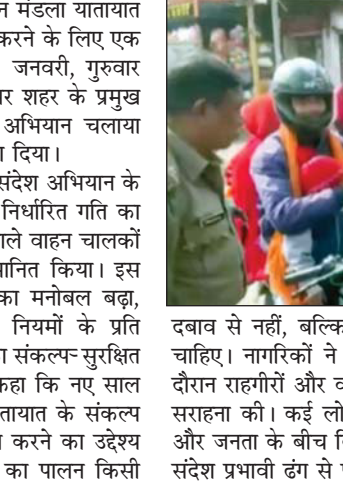 न मंडला यातायात
करने के लिए एक
जनवरी, गुरुवार
र शहर के प्रमुख
अभियान चलाया
ा दिया।
संदेश अभियान के
निर्धारित गति का
ाले वाहन चालकों
मानित किया। इस
का मनोबल बढ़ा,
नियमों के प्रति
ा संकल्प-सुरक्षित
कहा कि नए साल
तायात के संकल्प
करने का उद्देश्य
का पालन किसी
दबाव से नहीं, बल्कि
चाहिए। नागरिकों ने
दौरान राहगीरों और व
सराहना की। कई लो
और जनता के बीच वि
संदेश प्रभावी ढंग से